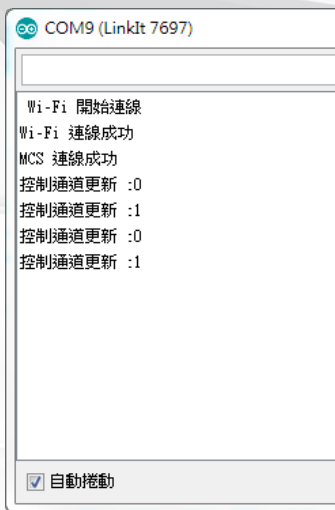 COM9 (LinkIt 7697)
Wi-Fi 開始連線
Wi-Fi 連線成功
MCS 連線成功
控制通道更新 :0
控制通道更新 :1
控制通道更新 :0
控制通道更新 :1
自動捲動